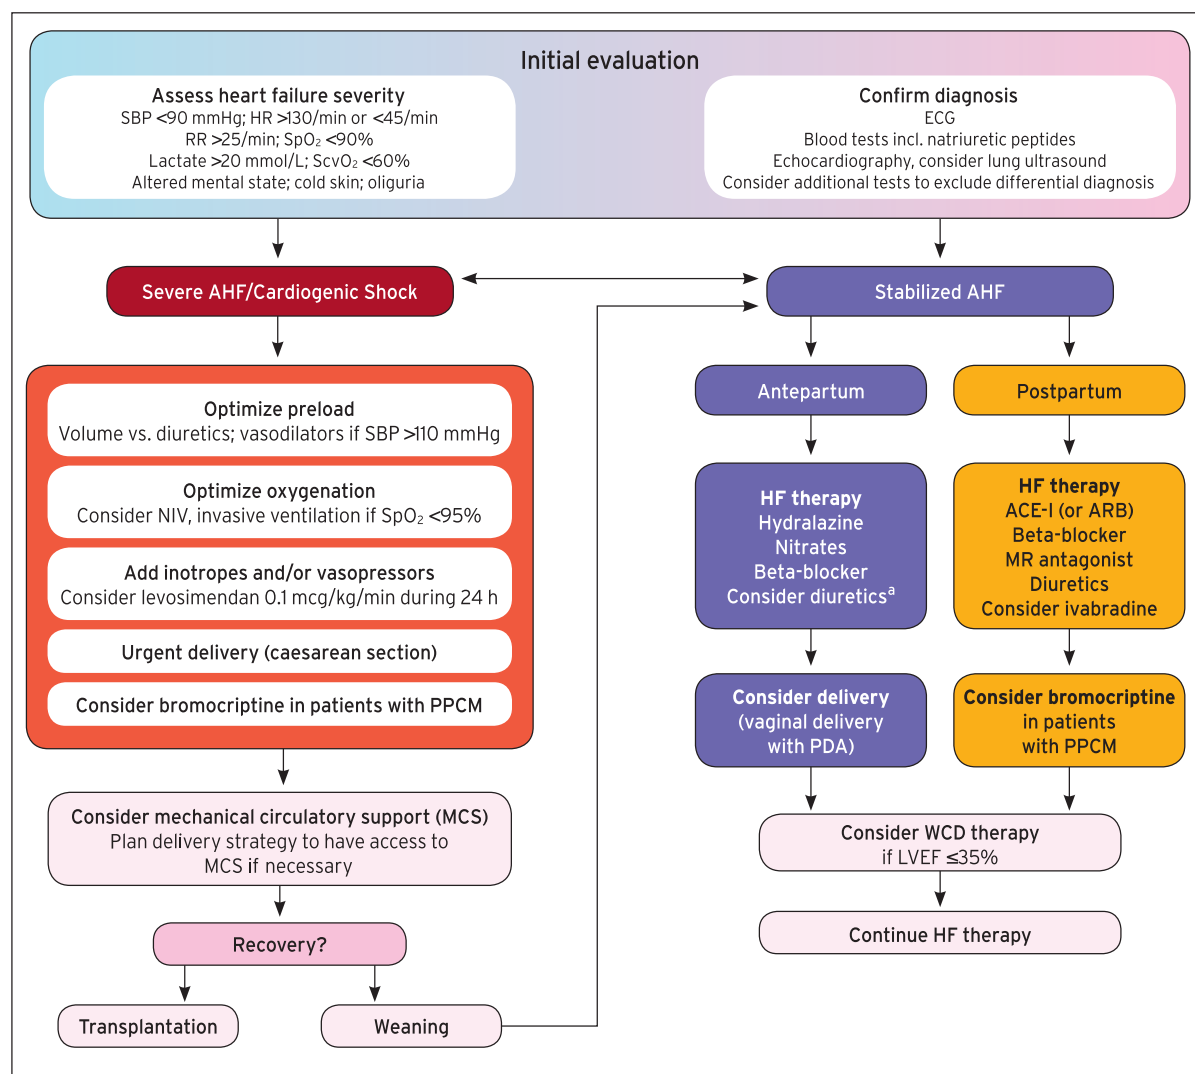 Initial evaluation
Assess heart failure severity
SBP <90 mmHg; HR >130/min or <45/min
RR >25/min; SpO₂ <90%
Lactate >20 mmol/L; ScvO₂ <60%
Altered mental state; cold skin; oliguria
Confirm diagnosis
ECG
Blood tests incl. natriuretic peptides
Echocardiography, consider lung ultrasound
Consider additional tests to exclude differential diagnosis
Severe AHF/Cardiogenic Shock
Optimize preload
Volume vs. diuretics; vasodilators if SBP >110 mmHg
Optimize oxygenation
Consider NIV, invasive ventilation if SpO₂ <95%
Add inotropes and/or vasopressors
Consider levosimendan 0.1 mcg/kg/min during 24 h
Urgent delivery (caesarean section)
Consider bromocriptine in patients with PPCM
Consider mechanical circulatory support (MCS)
Plan delivery strategy to have access to
MCS if necessary
Recovery?
Transplantation
Weaning
Stabilized AHF
Antepartum
HF therapy
Hydralazine
Nitrates
Beta-blocker
Consider diureticsᵃ
Consider delivery
(vaginal delivery
with PDA)
Postpartum
HF therapy
ACE-I (or ARB)
Beta-blocker
MR antagonist
Diuretics
Consider ivabradine
Consider bromocriptine
in patients
with PPCM
Consider WCD therapy
if LVEF ≤35%
Continue HF therapy